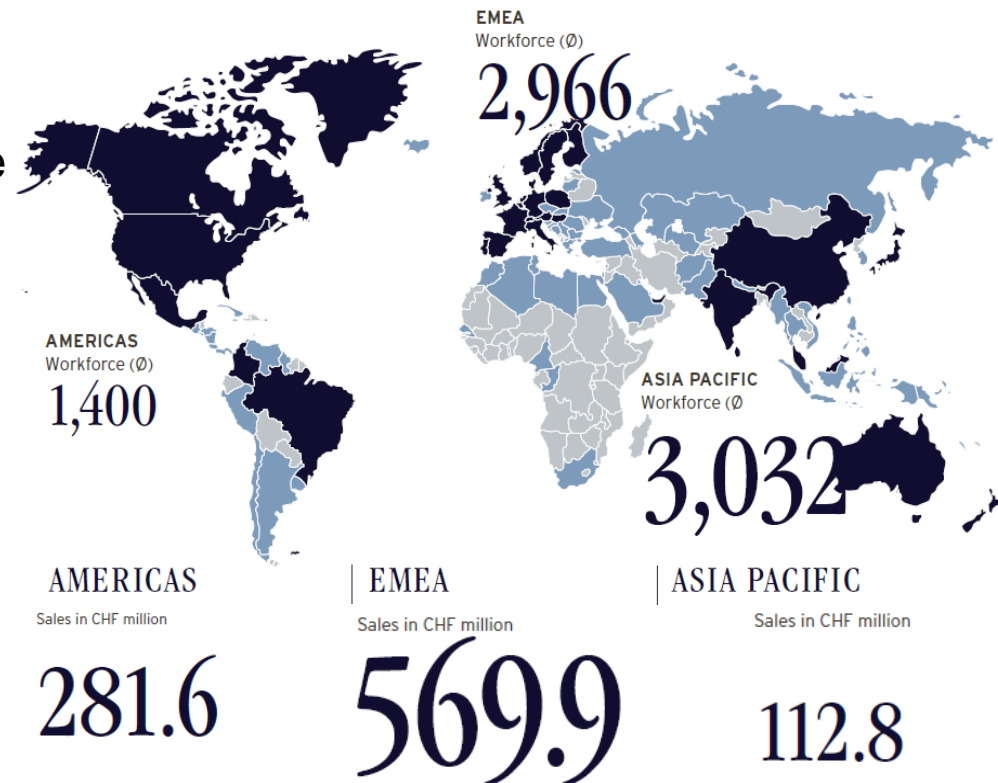 EMEA
Workforce (Ø)
2,966
AMERICAS
Workforce (Ø)
1,400
ASIA PACIFIC
Workforce (Ø
3,032
AMERICAS
Sales in CHF million
281.6
EMEA
Sales in CHF million
569.9
ASIA PACIFIC
Sales in CHF million
112.8